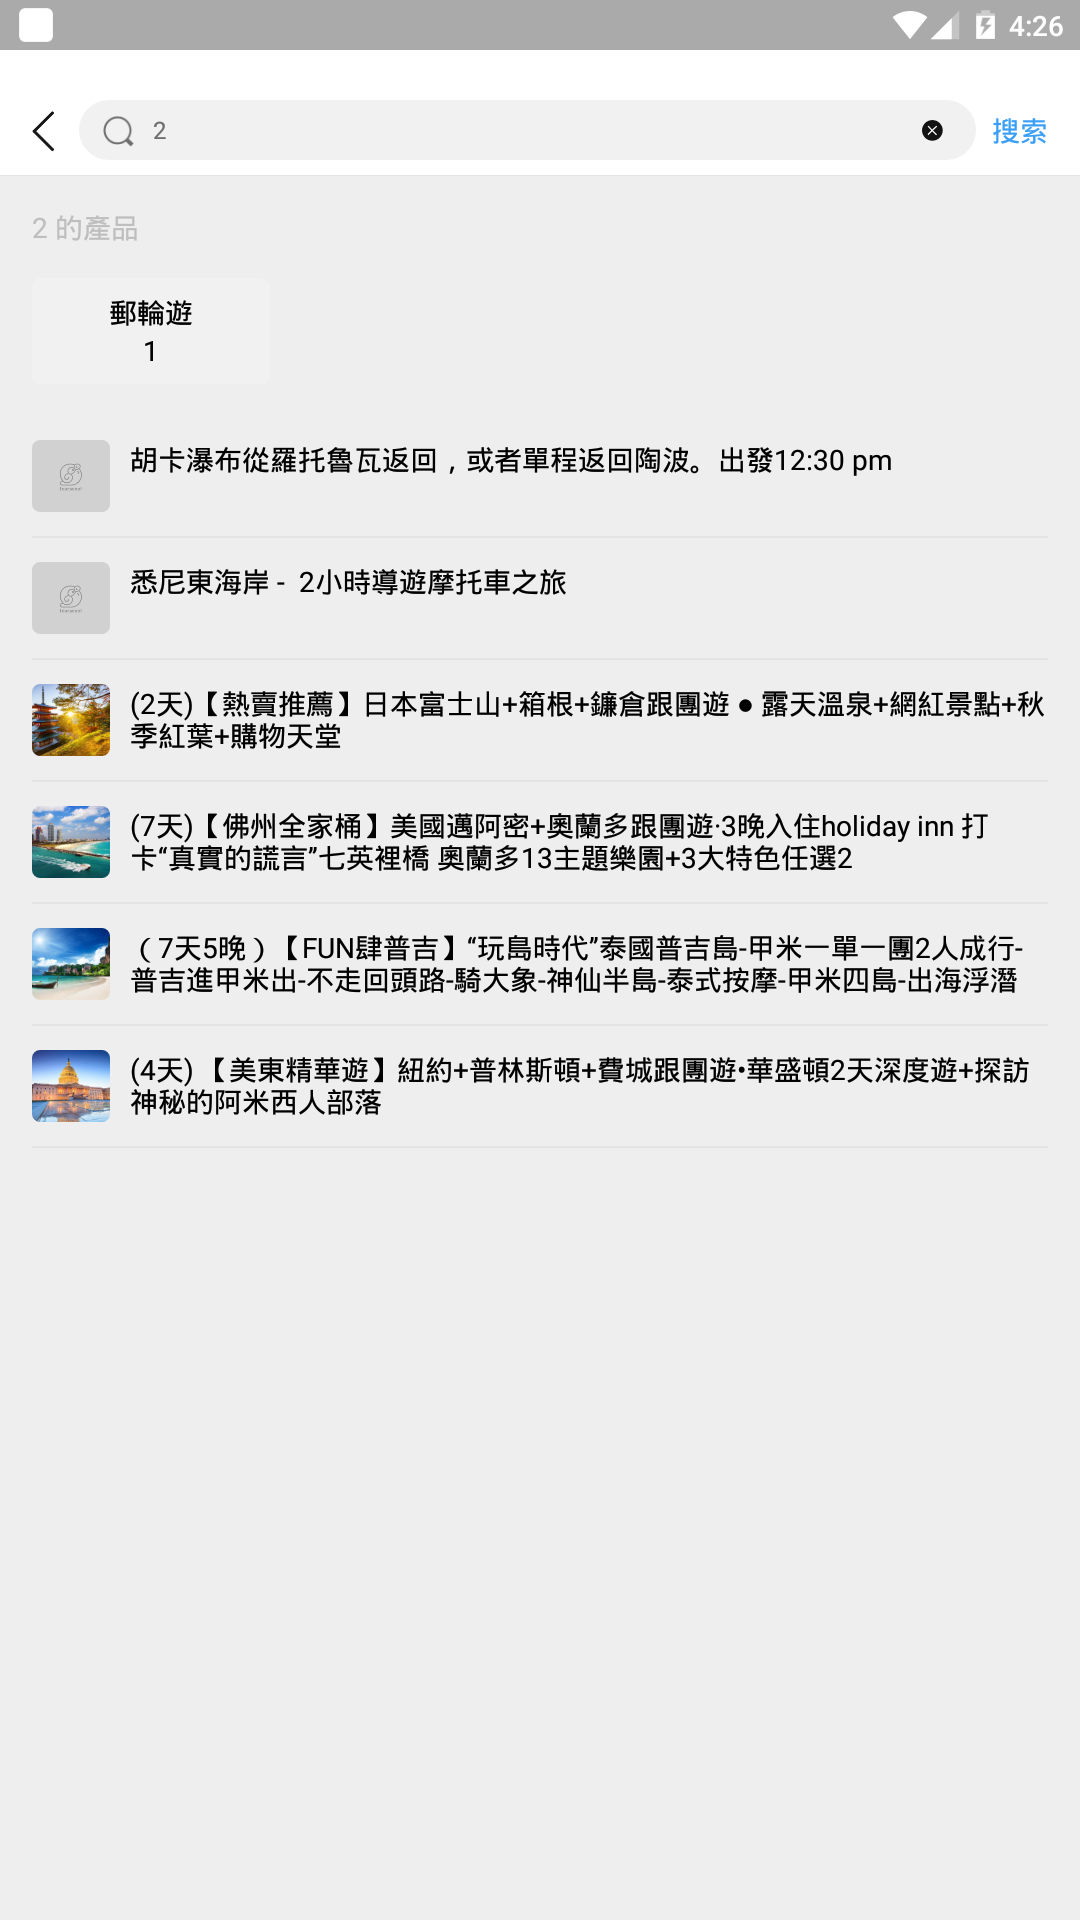 4:26
2
搜索
2 的產品
郵輪遊
1
胡卡瀑布從羅托魯瓦返回，或者單程返回陶波。出發12:30 pm
悉尼東海岸 - 2小時導遊摩托車之旅
(2天)【熱賣推薦】日本富士山+箱根+鐮倉跟團遊 ● 露天溫泉+網紅景點+秋
季紅葉+購物天堂
(7天)【佛州全家桶】美國邁阿密+奧蘭多跟團遊·3晚入住holiday inn 打
卡“真實的謊言”七英裡橋 奧蘭多13主題樂園+3大特色任選2
（7天5晚）【FUN肆普吉】“玩島時代”泰國普吉島-甲米一單一團2人成行-
普吉進甲米出-不走回頭路-騎大象-神仙半島-泰式按摩-甲米四島-出海浮潛
(4天) 【美東精華遊】紐約+普林斯頓+費城跟團遊•華盛頓2天深度遊+探訪
神秘的阿米西人部落